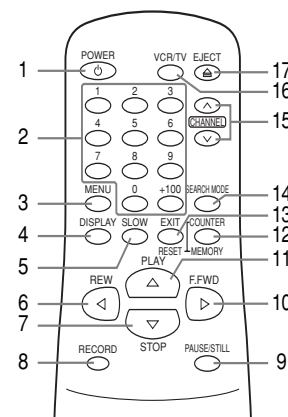 POWER VCR/TV EJECT
1 17
16
1 2 3
15
CHANNEL
2 4 5 6
7 8 9
MENU 0 +100 SEARCH MODE
3 14
13
DISPLAY SLOW EXIT COUNTER
4 12
RESET MEMORY
5 11
PLAY
REW F.FWD
6 10
7
STOP
RECORD PAUSE/STILL
8 9